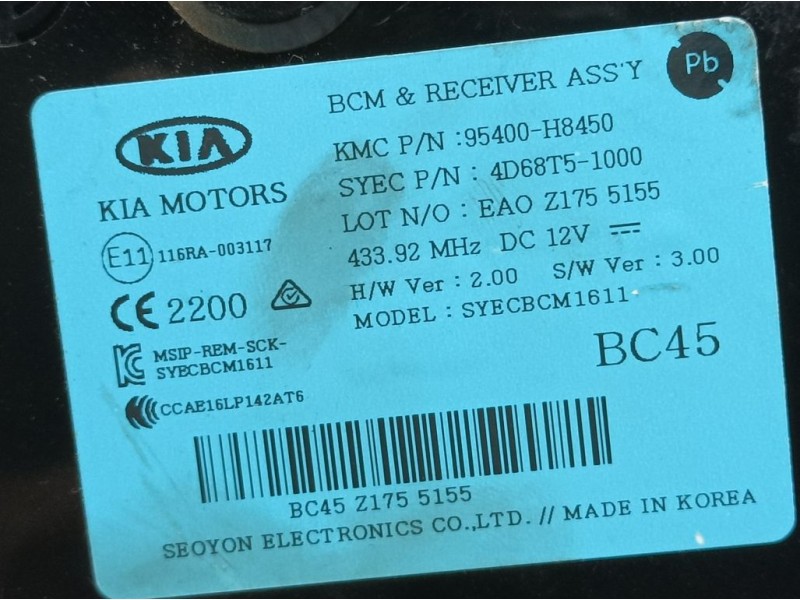 BCM & RECEIVER ASS'Y
Pb
KIA
KIA MOTORS
KMC P/N :95400-H8450
SYEC P/N : 4D68T5-1000
LOT N/O : EAO Z175 5155
433.92 MHz DC 12V
H/W Ver : 2.00 S/W Ver : 3.00
MODEL : SYECBCM1611
E11 116RA-003117
CE 2200
MSIP-REM-SCK-
SYECBCM1611
CCAE16LP142AT6
BC45
BC45 Z175 5155
SEOYON ELECTRONICS CO.,LTD. // MADE IN KOREA